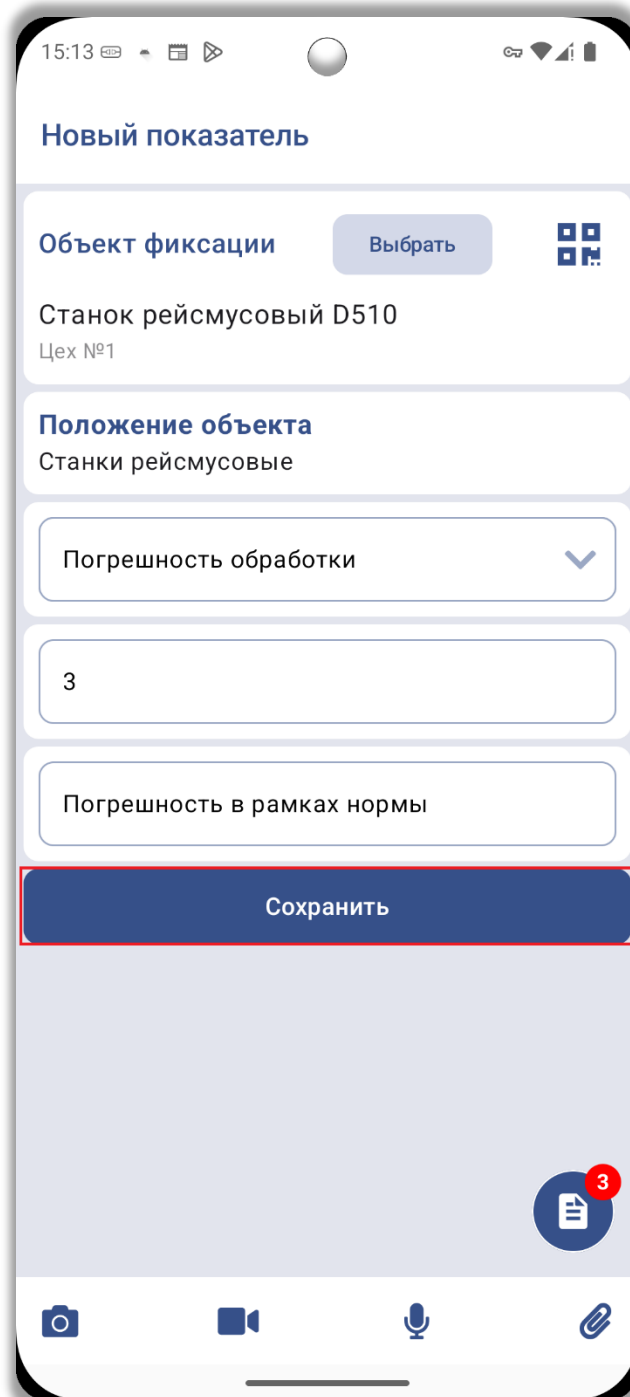 15:13
Новый показатель
Объект фиксации
Выбрать
Станок рейсмусовый D510
Цех №1
Положение объекта
Станки рейсмусовые
Погрешность обработки
3
Погрешность в рамках нормы
Сохранить
3